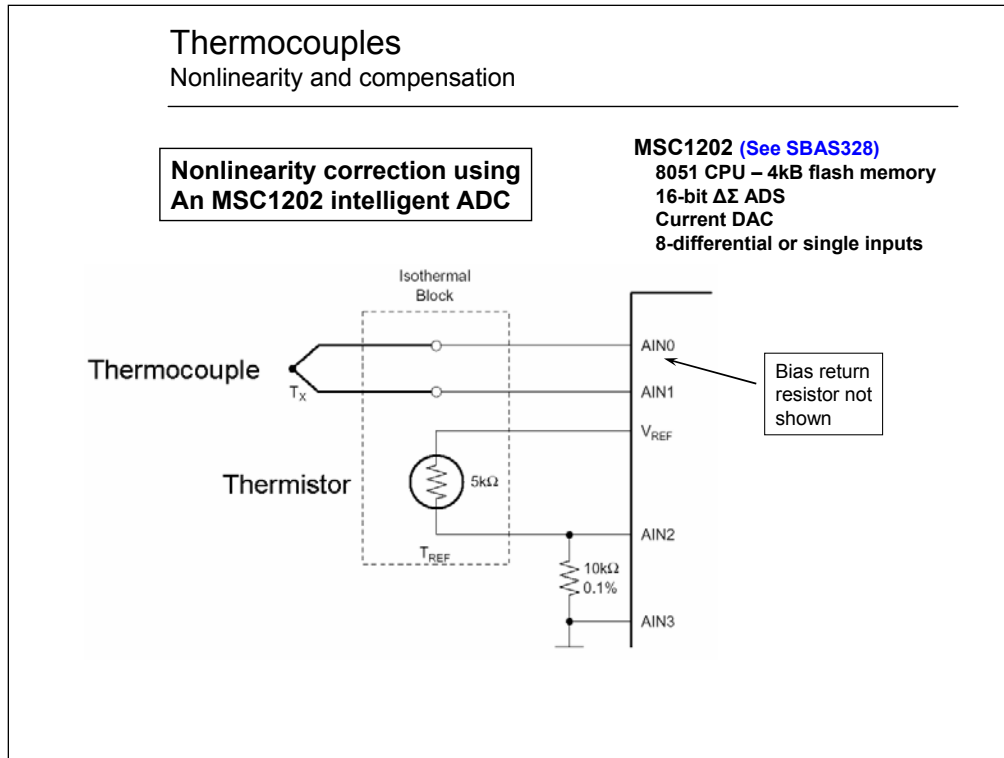 Thermocouples
Nonlinearity and compensation
Nonlinearity correction using
An MSC1202 intelligent ADC
MSC1202 (See SBAS328)
8051 CPU – 4kB flash memory
16-bit ΔΣ ADS
Current DAC
8-differential or single inputs
Isothermal
Block
Thermocouple
TX
AIN0
AIN1
Bias return
resistor not
shown
VREF
Thermistor
5kΩ
TREF
AIN2
10kΩ
0.1%
AIN3